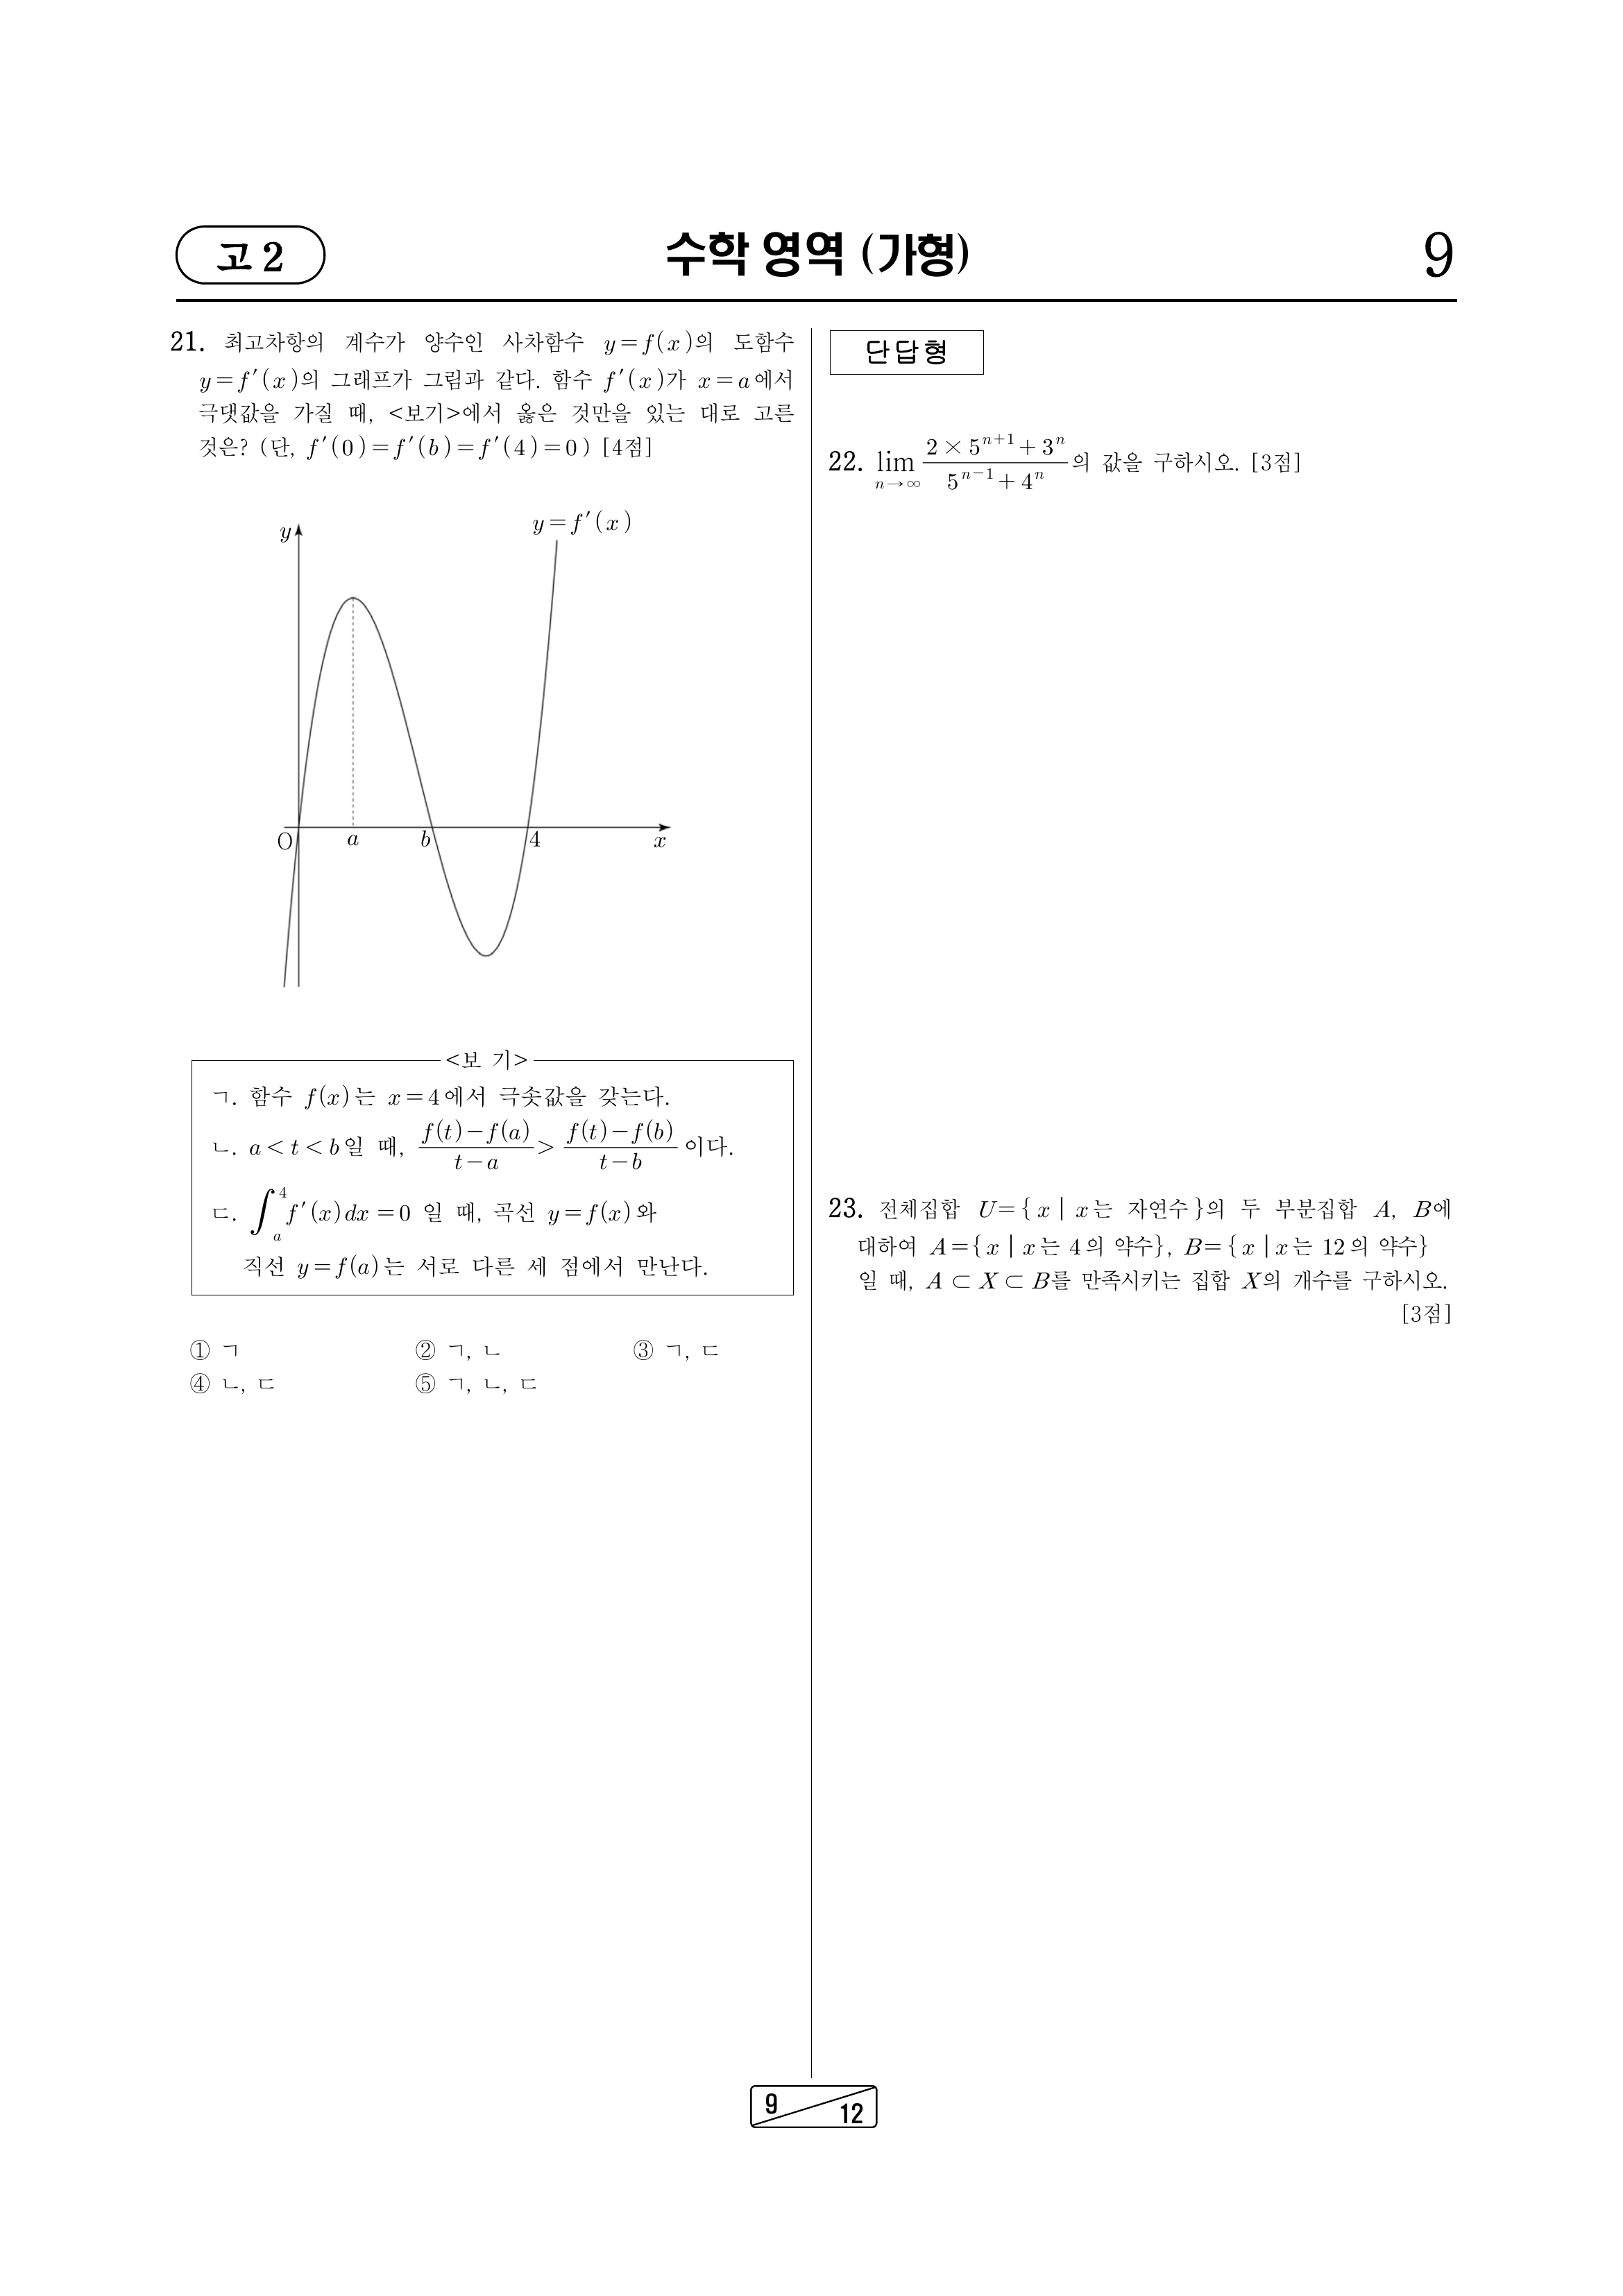 고 2
수학 영역 (가형)
9
21. 최고차항의 계수가 양수인 사차함수 y=f(x)의 도함수
y=f′(x)의 그래프가 그림과 같다. 함수 f′(x)가 x=a에서
극댓값을 가질 때, <보기>에서 옳은 것만을 있는 대로 고른
것은? (단, f′(0)=f′(b)=f′(4)=0) [4점]
y
y=f′(x)
O a b 4 x
<보 기>
ㄱ. 함수 f(x)는 x=4에서 극솟값을 갖는다.
ㄴ. a<t<b일 때, \frac{f(t)-f(a)}{t-a} > \frac{f(t)-f(b)}{t-b} 이다.
ㄷ. \int_{a}^{4} f′(x)dx=0 일 때, 곡선 y=f(x)와
직선 y=f(a)는 서로 다른 세 점에서 만난다.
① ㄱ ② ㄱ, ㄴ ③ ㄱ, ㄷ
④ ㄴ, ㄷ ⑤ ㄱ, ㄴ, ㄷ
단답형
22. \lim_{n→∞} \frac{2×5^{n+1}+3^{n}}{5^{n-1}+4^{n}}의 값을 구하시오. [3점]
23. 전체집합 U={x | x는 자연수}의 두 부분집합 A, B에
대하여 A={x | x는 4의 약수}, B={x | x는 12의 약수}
일 때, A⊂X⊂B를 만족시키는 집합 X의 개수를 구하시오.
[3점]
9
12